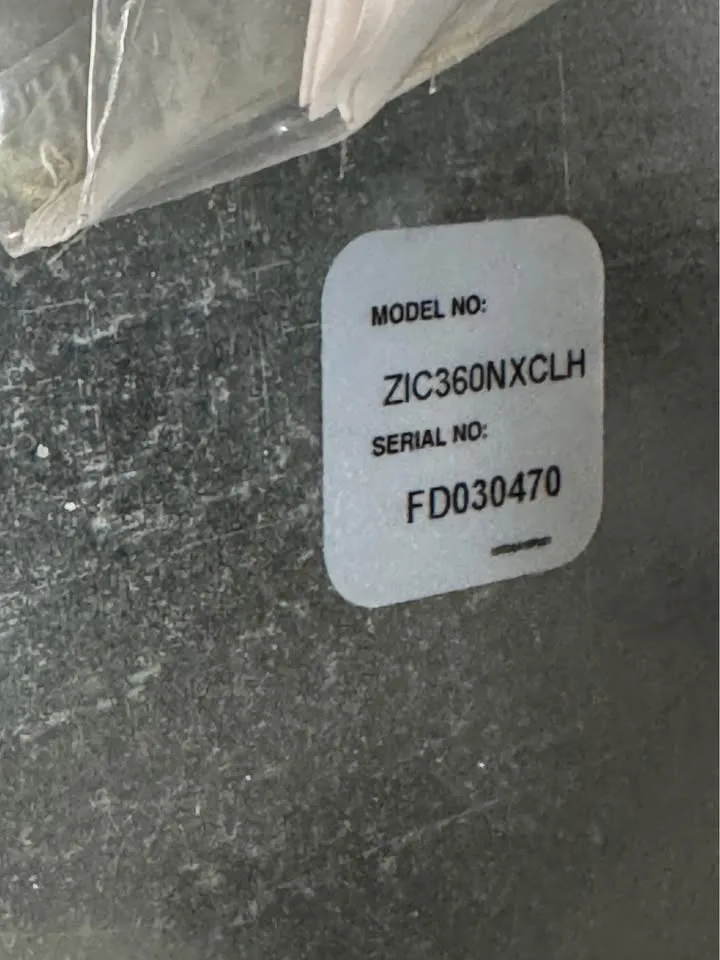 MODEL NO:
ZIC360NXCLH
SERIAL NO:
FD030470